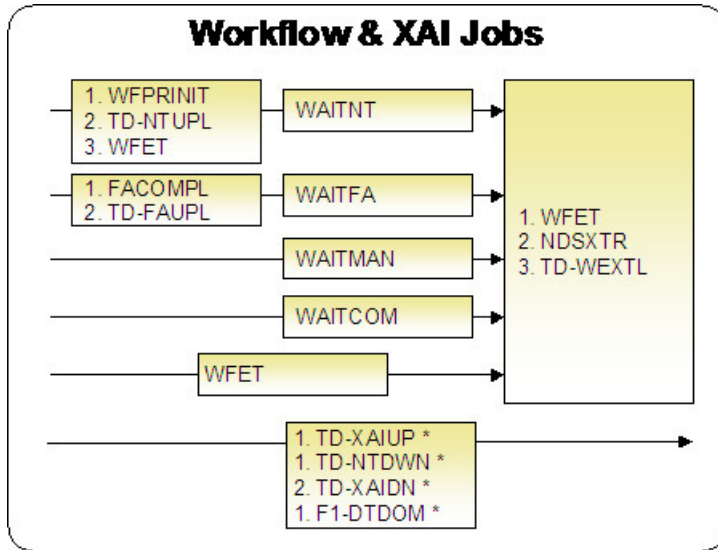 Workflow & XAI Jobs
1. WFPRINIT
2. TD-NTUPL
3. WFET
WAITNT
1. FACOMPL
2. TD-FAUPL
WAITFA
WAITMAN
WAITCOM
WFET
1. WFET
2. NDSXTR
3. TD-WEXTL
1. TD-XAIUP *
1. TD-NTDWN *
2. TD-XAIDN *
1. F1-DTDOM *